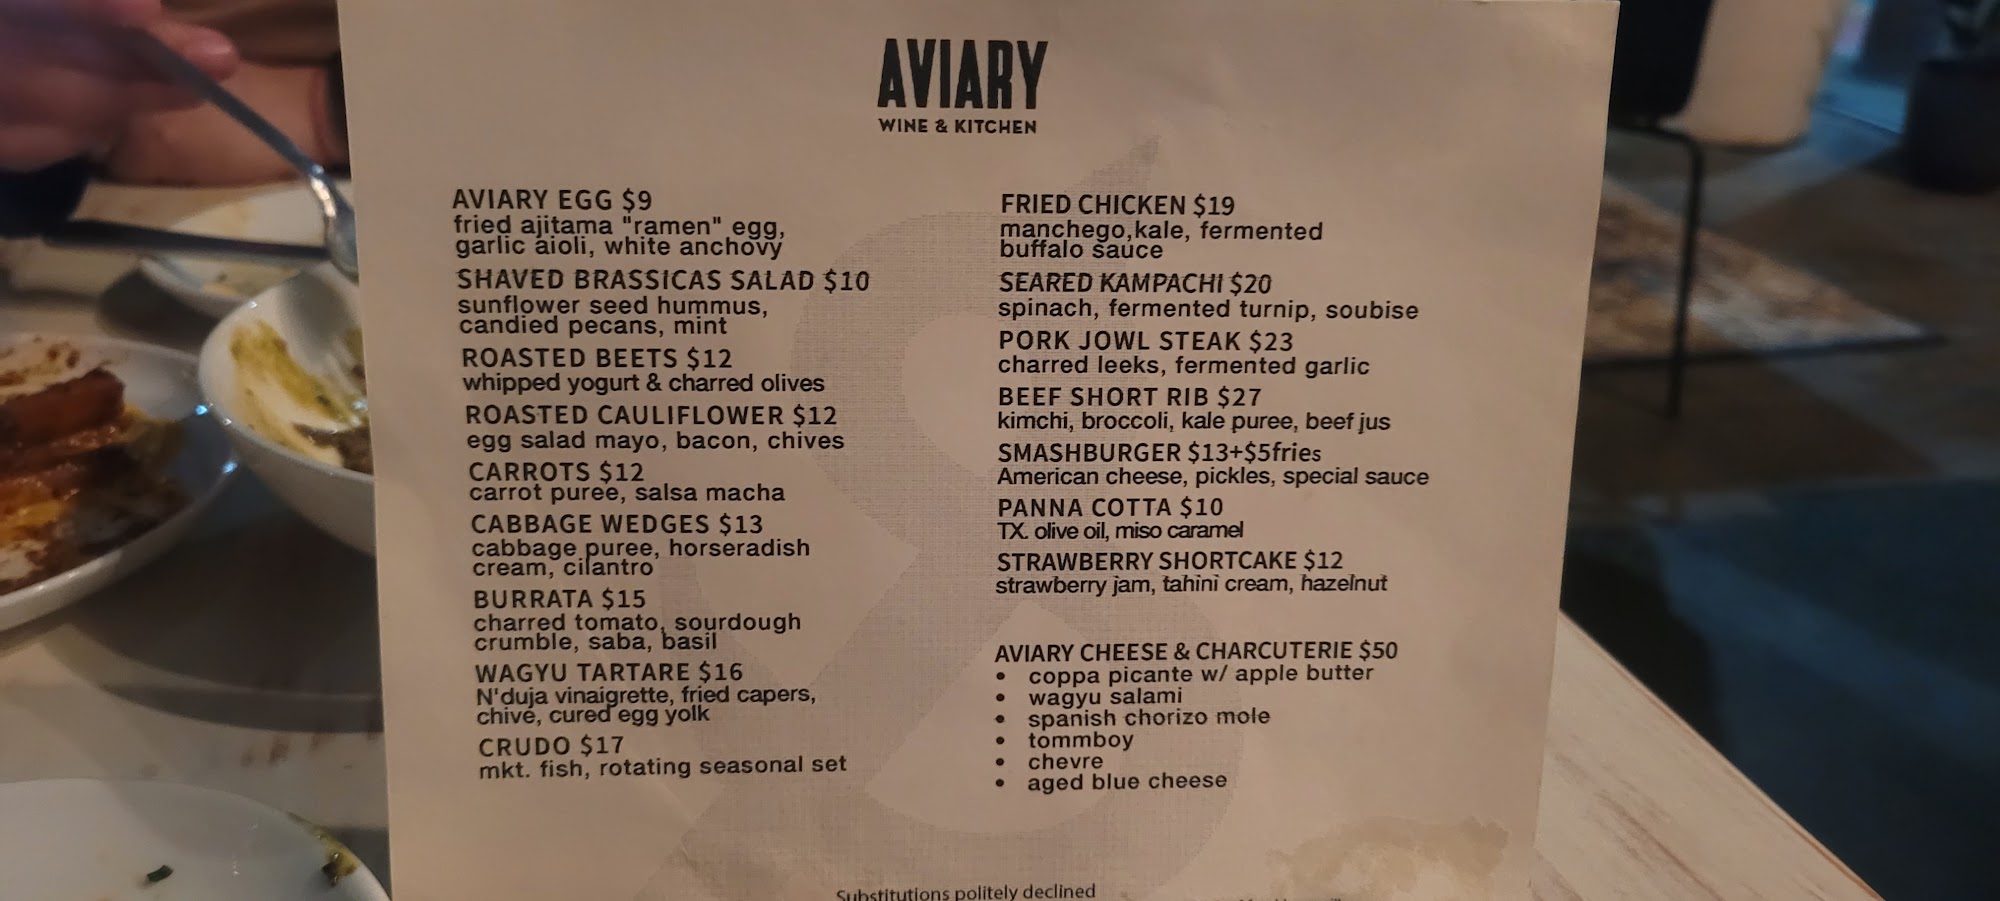 AVIARY
WINE & KITCHEN
AVIARY EGG $9
fried ajitama "ramen" egg,
garlic aioli, white anchovy
SHAVED BRASSICAS SALAD $10
sunflower seed hummus,
candied pecans, mint
ROASTED BEETS $12
whipped yogurt & charred olives
ROASTED CAULIFLOWER $12
egg salad mayo, bacon, chives
CARROTS $12
carrot puree, salsa macha
CABBAGE WEDGES $13
cabbage puree, horseradish
cream, cilantro
BURRATA $15
charred tomato, sourdough
crumble, saba, basil
WAGYU TARTARE $16
N'duja vinaigrette, fried capers,
chive, cured egg yolk
CRUDO $17
mkt. fish, rotating seasonal set
FRIED CHICKEN $19
manchego,kale, fermented
buffalo sauce
SEARED KAMPACHI $20
spinach, fermented turnip, soubise
PORK JOWL STEAK $23
charred leeks, fermented garlic
BEEF SHORT RIB $27
kimchi, broccoli, kale puree, beef jus
SMASHBURGER $13+$5fries
American cheese, pickles, special sauce
PANNA COTTA $10
TX. olive oil, miso caramel
STRAWBERRY SHORTCAKE $12
strawberry jam, tahini cream, hazelnut
AVIARY CHEESE & CHARCUTERIE $50
• coppa picante w/ apple butter
• wagyu salami
• spanish chorizo mole
• tommboy
• chevre
• aged blue cheese
Substitutions politely declined